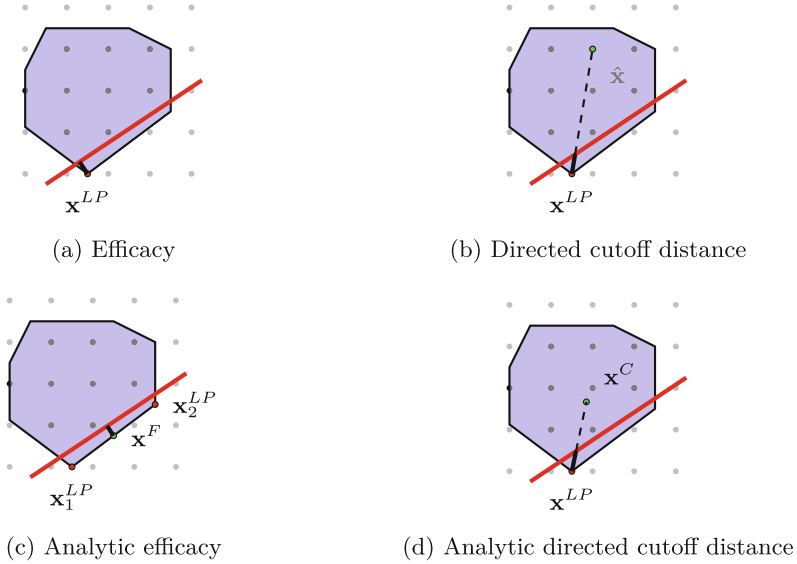 x̂
x^{LP}
x^{LP}
(a) Efficacy
(b) Directed cutoff distance
x^C
x_2^{LP}
x^F
x_1^{LP}
x^{LP}
(c) Analytic efficacy
(d) Analytic directed cutoff distance